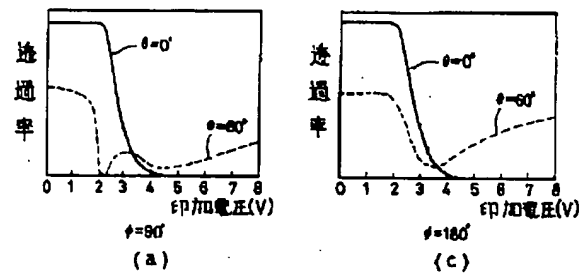 透過率
θ=0°
θ=60°
0 1 2 3 4 5 6 7 8
印加電圧(V)
φ=90°
(a)
透過率
θ=0°
θ=60°
0 1 2 3 4 5 6 7 8
印加電圧(V)
φ=180°
(c)